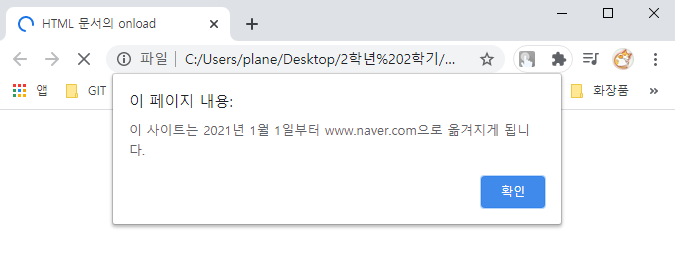 HTML 문서의 onload
파일 C:/Users/plane/Desktop/2학년%202학기/...
앱 GIT 화장품
이 페이지 내용:
이 사이트는 2021년 1월 1일부터 www.naver.com으로 옮겨지게 됩니
다.
확인